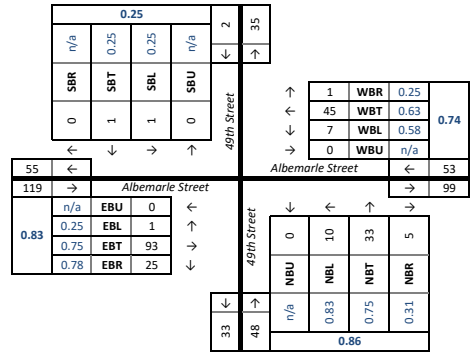 0.25
n/a 0.25 0.25 n/a
SBR SBT SBL SBU
0 1 1 0
← ↓ → ↑
2 35
↓ ↑
49th Street
↑ 1 WBR 0.25
← 45 WBT 0.63
↓ 7 WBL 0.58
→ 0 WBU n/a
0.74
55 ←
Albemarle Street
← 53
119 →
Albemarle Street
→ 99
0.83
n/a EBU 0 ←
0.25 EBL 1 ↑
0.75 EBT 93 →
0.78 EBR 25 ↓
49th Street
↓ ← ↑ →
0 10 33 5
NBU NBL NBT NBR
n/a 0.83 0.75 0.31
0.86
↓ ↑
33 48